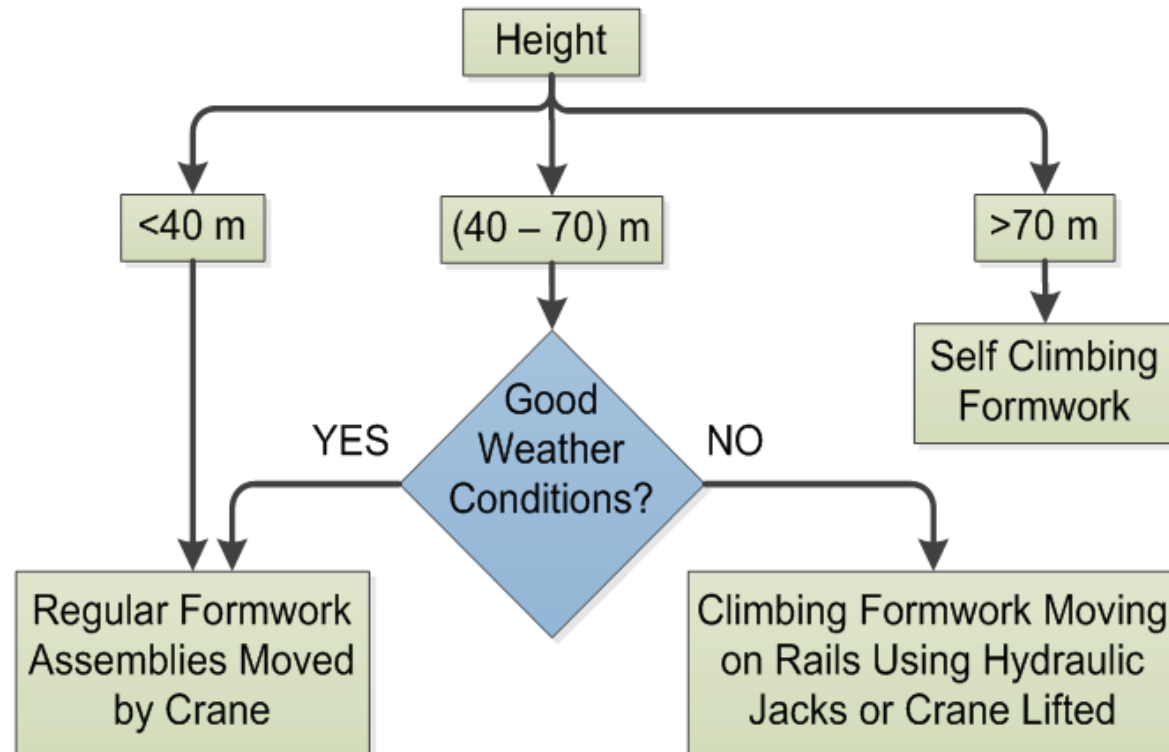 Height
<40 m
(40 – 70) m
>70 m
Self Climbing
Formwork
Good
Weather
Conditions?
YES
NO
Regular Formwork
Assemblies Moved
by Crane
Climbing Formwork Moving
on Rails Using Hydraulic
Jacks or Crane Lifted